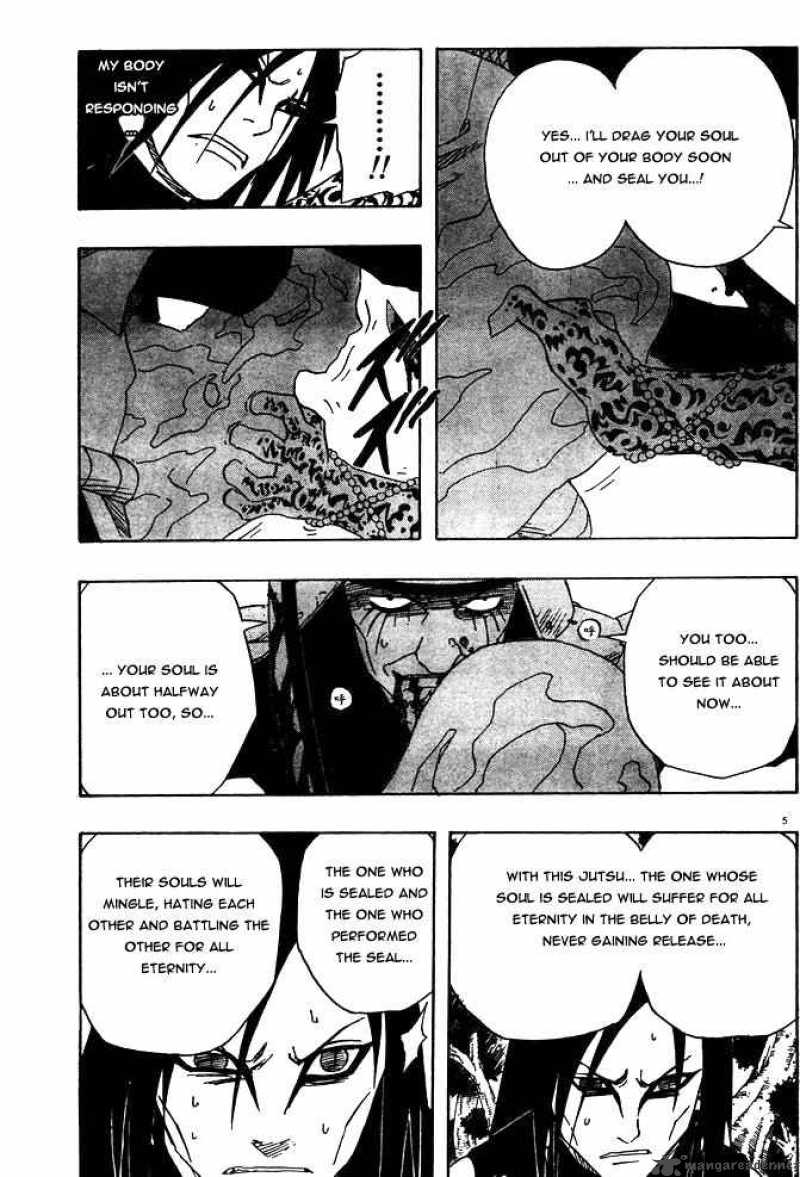 YES... I'LL DRAG YOUR SOUL
OUT OF YOUR BODY SOON
... AND SEAL YOU...!
........!!
MY BODY
ISN'T
RESPONDING
YOU TOO...
SHOULD BE ABLE
TO SEE IT ABOUT
NOW...
呼
呼
... YOUR SOUL IS
ABOUT HALFWAY
OUT TOO, SO...
5
WITH THIS JUTSU... THE ONE WHOSE
SOUL IS SEALED WILL SUFFER FOR ALL
ETERNITY IN THE BELLY OF DEATH,
NEVER GAINING RELEASE...
THE ONE WHO
IS SEALED AND
THE ONE WHO
PERFORMED
THE SEAL...
THEIR SOULS WILL
MINGLE, HATING EACH
OTHER AND BATTLING THE
OTHER FOR ALL
ETERNITY...
mangareader.net